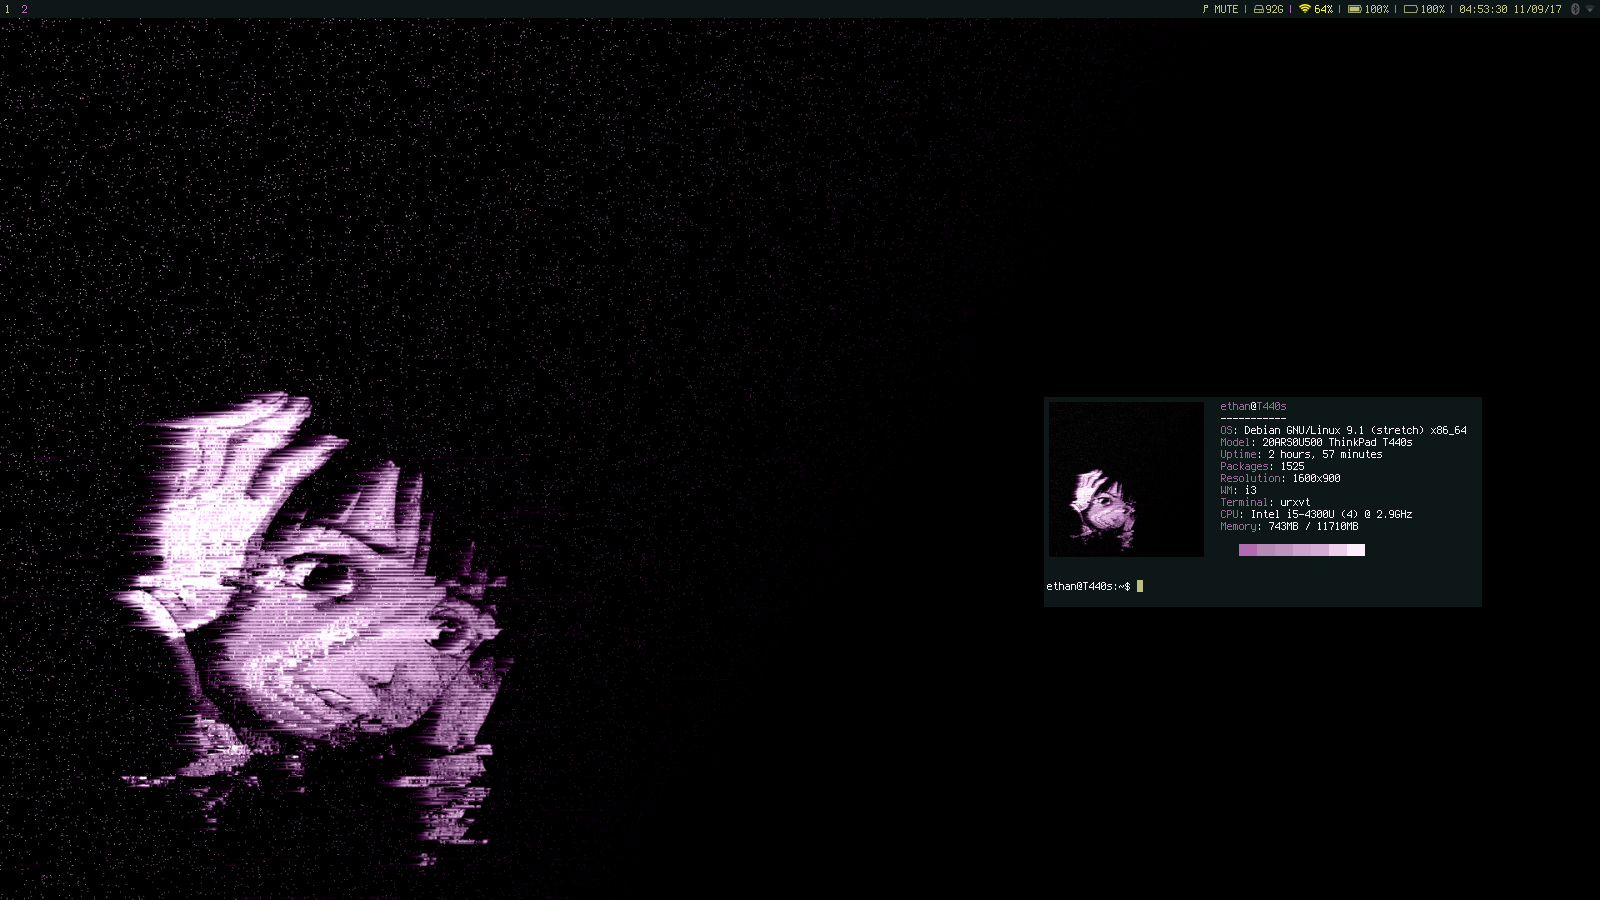 1 2
MUTE | 92G | 64% | 100% | 100% | 04:53:30 11/09/17
ethan@T440s
-----------
OS: Debian GNU/Linux 9.1 (stretch) x86_64
Model: 20ARS0U500 ThinkPad T440s
Uptime: 2 hours, 57 minutes
Packages: 1525
Resolution: 1600x900
WM: i3
Terminal: urxvt
CPU: Intel i5-4300U (4) @ 2.9GHz
Memory: 743MB / 11710MB
ethan@T440s:~$